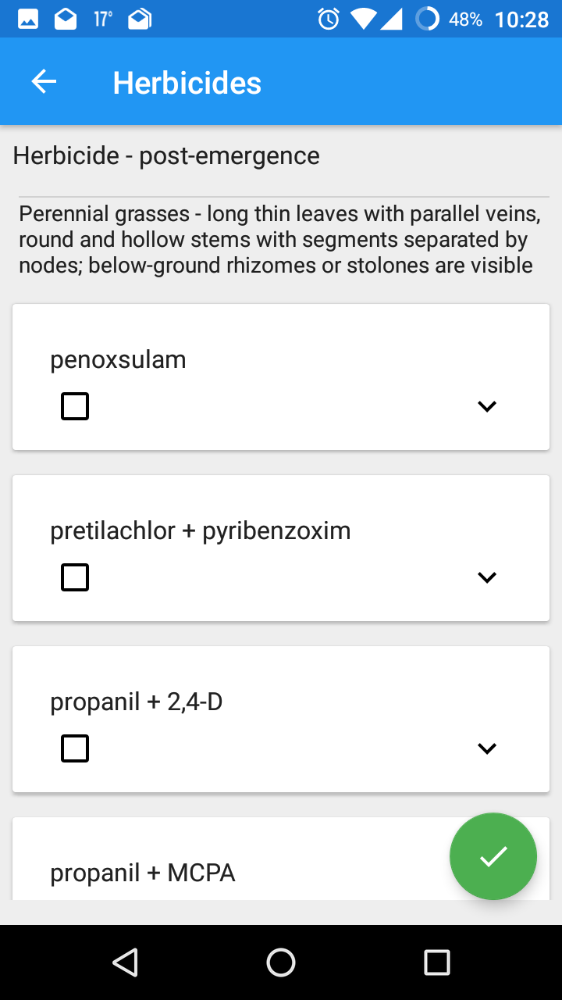 17° 48% 10:28
Herbicides
Herbicide - post-emergence
Perennial grasses - long thin leaves with parallel veins,
round and hollow stems with segments separated by
nodes; below-ground rhizomes or stolones are visible
penoxsulam
pretilachlor + pyribenzoxim
propanil + 2,4-D
propanil + MCPA